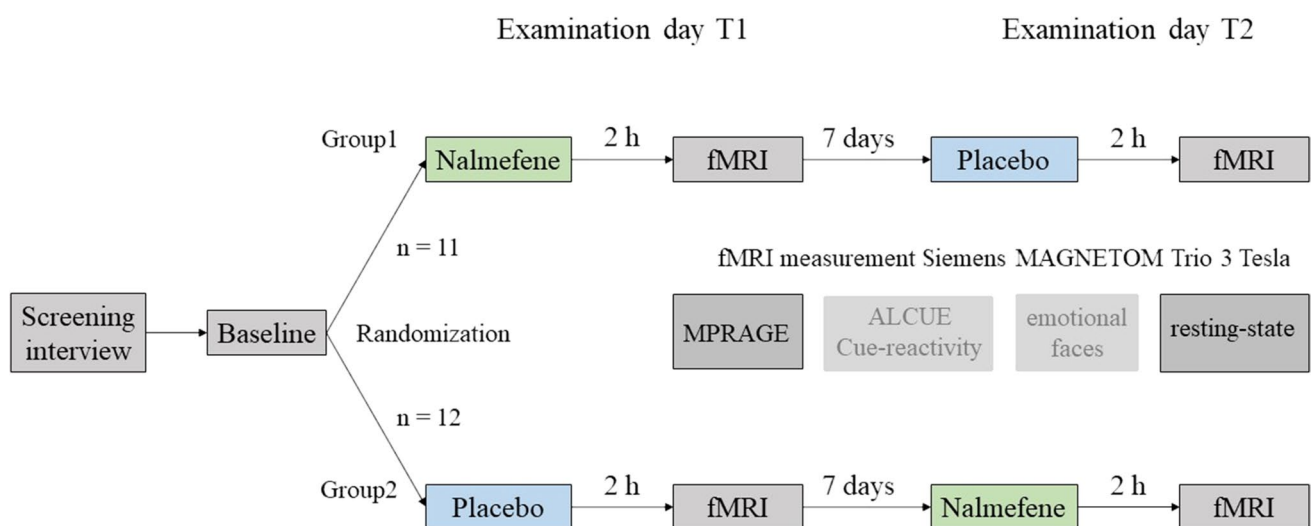 Examination day T1
Examination day T2
Group1
Nalmefene
2 h
fMRI
7 days
Placebo
2 h
fMRI
n = 11
fMRI measurement Siemens MAGNETOM Trio 3 Tesla
Screening
interview
Baseline
Randomization
MPRAGE
ALCUE
Cue-reactivity
emotional
faces
resting-state
n = 12
Group2
Placebo
2 h
fMRI
7 days
Nalmefene
2 h
fMRI